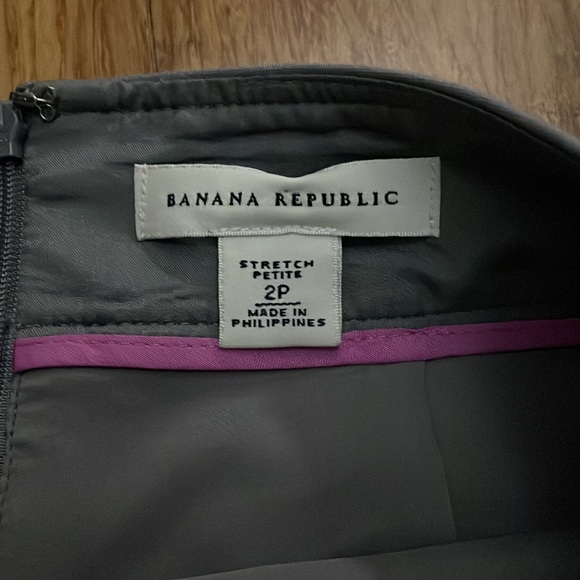 BANANA REPUBLIC
STRETCH
PETITE
2P
MADE IN
PHILIPPINES